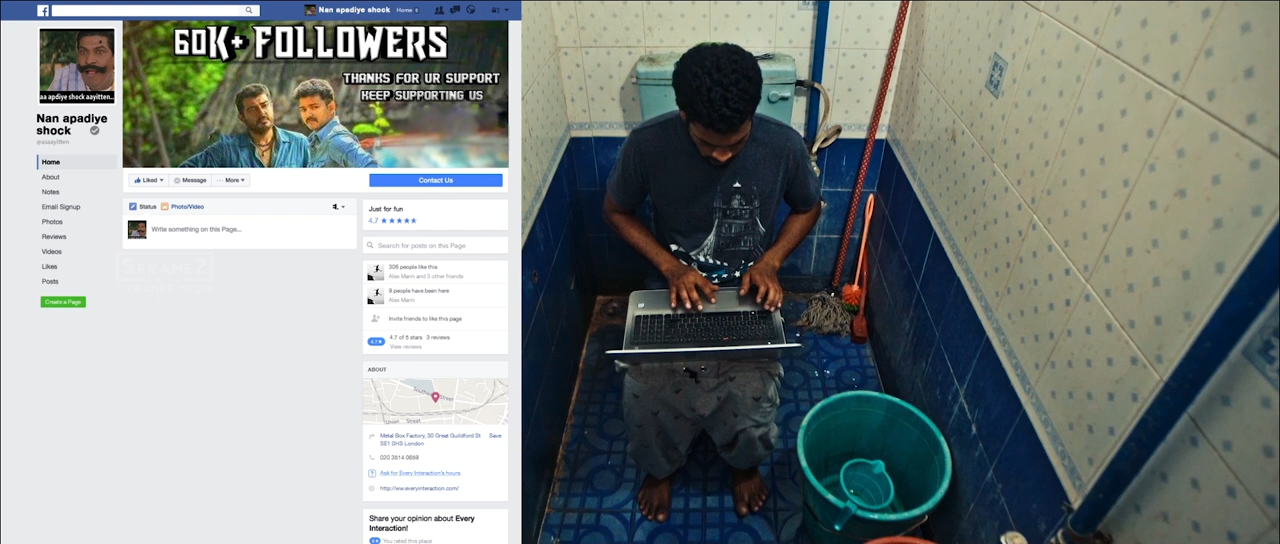 Nan apadiye shock
Home
60K+ FOLLOWERS
THANKS FOR UR SUPPORT
KEEP SUPPORTING US
aa apdiye shock aayitten...
Nan apadiye
shock
@asaayitten
Home
About
Notes
Email Signup
Photos
Reviews
Videos
Likes
Posts
Create a Page
Liked
Message
More
Contact Us
Status
Photo/Video
Write something on this Page...
Just for fun
4.7
Search for posts on this Page
306 people like this
Alex Mann and 3 other friends
9 people have been here
Alex Mann
Invite friends to like this page
4.7 of 5 stars 3 reviews
View reviews
ABOUT
Metal Box Factory, 30 Great Guildford St
SE1 0HS London
Save
020 3514 0659
Ask for Every Interaction's hours
http://ww.everyinteraction.com/
Share your opinion about Every
Interaction!
You rated this place